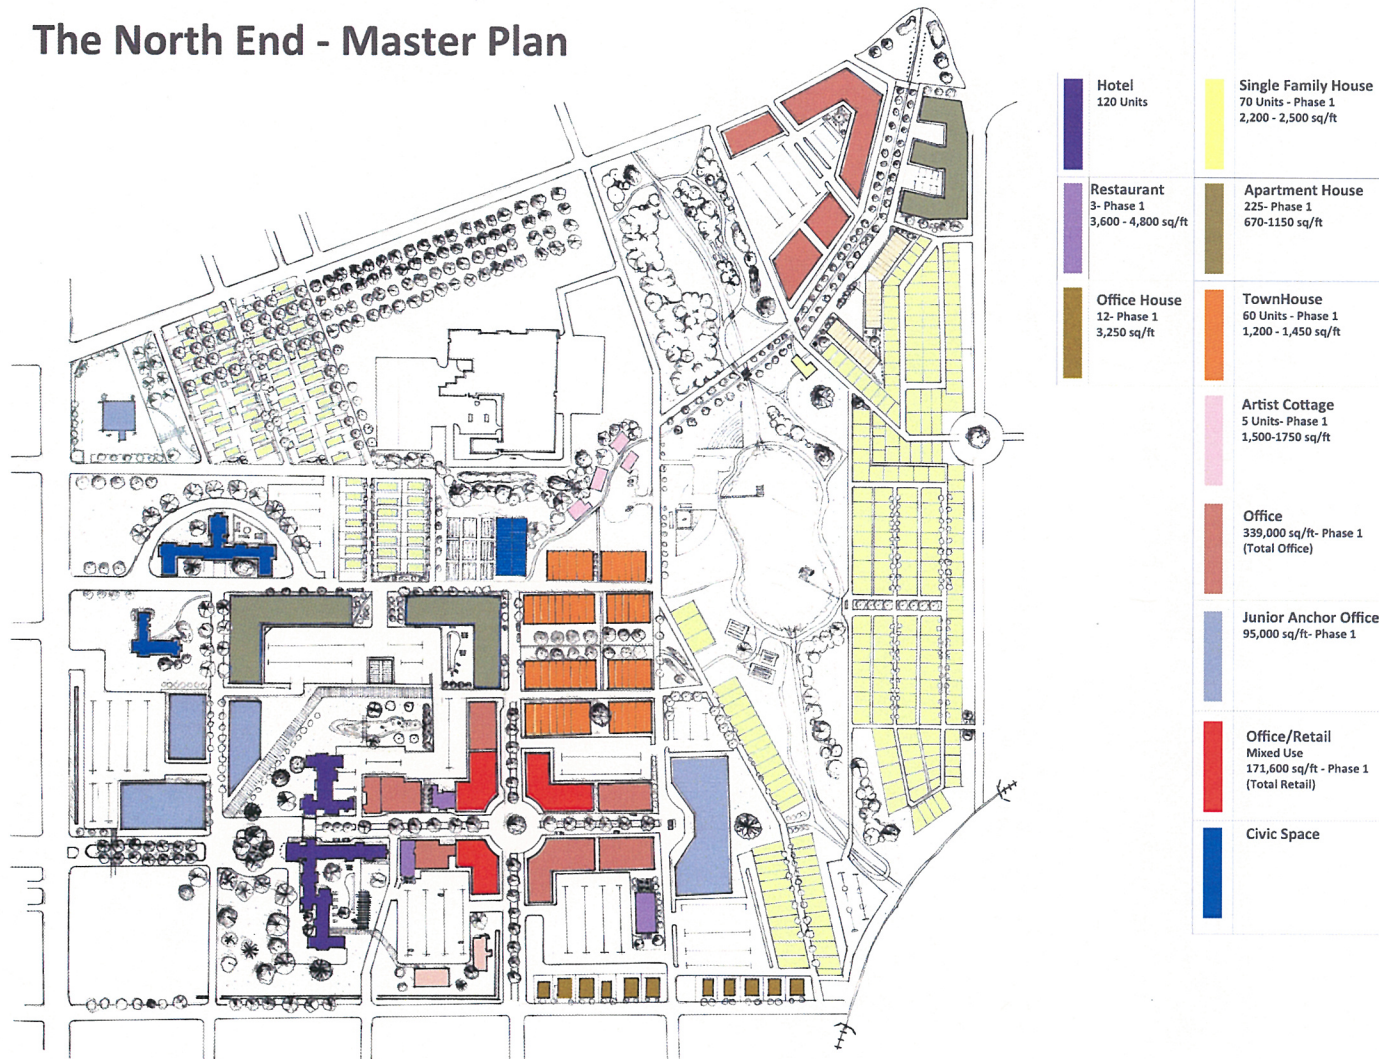 The North End - Master Plan
Hotel
120 Units
Restaurant
3- Phase 1
3,600 - 4,800 sq/ft
Office House
12- Phase 1
3,250 sq/ft
Single Family House
70 Units - Phase 1
2,200 - 2,500 sq/ft
Apartment House
225- Phase 1
670-1150 sq/ft
TownHouse
60 Units - Phase 1
1,200 - 1,450 sq/ft
Artist Cottage
5 Units- Phase 1
1,500-1750 sq/ft
Office
339,000 sq/ft- Phase 1
(Total Office)
Junior Anchor Office
95,000 sq/ft- Phase 1
Office/Retail
Mixed Use
171,600 sq/ft - Phase 1
(Total Retail)
Civic Space